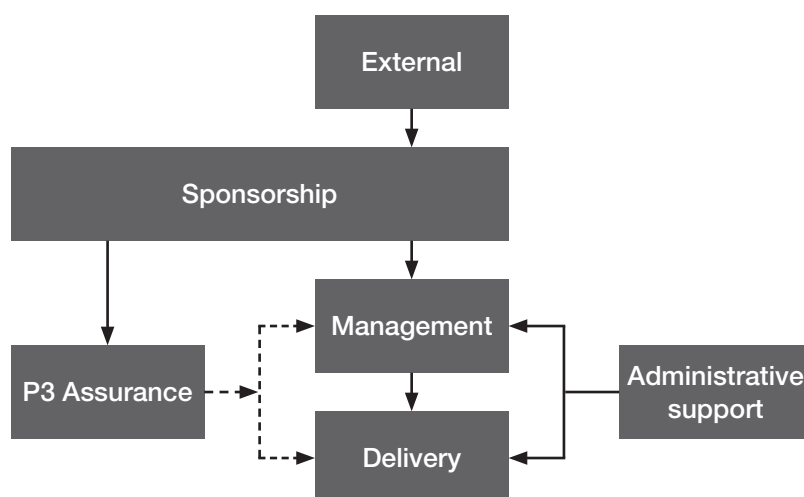 External
Sponsorship
Management
P3 Assurance
Administrative
support
Delivery